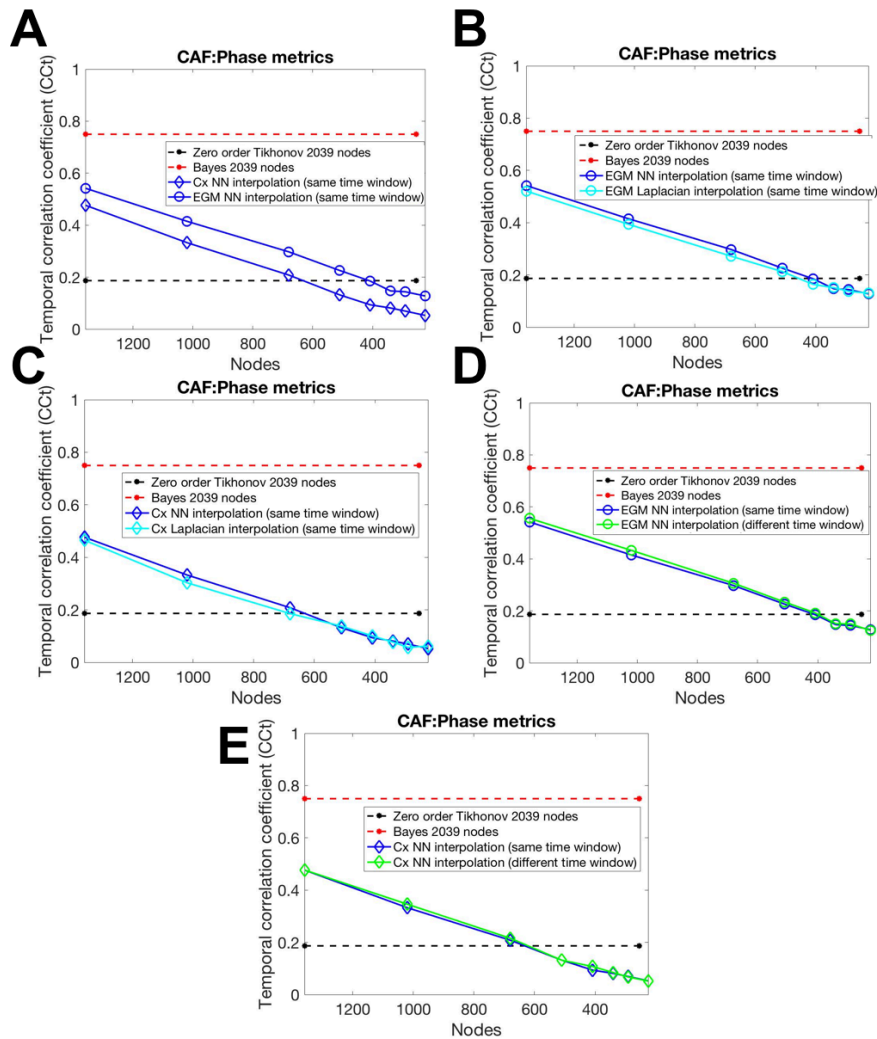 A
CAF:Phase metrics
Temporal correlation coefficient (CCt)
1
0.8
0.6
0.4
0.2
0
Zero order Tikhonov 2039 nodes
Bayes 2039 nodes
Cx NN interpolation (same time window)
EGM NN interpolation (same time window)
1200 1000 800 600 400
Nodes
B
CAF:Phase metrics
Temporal correlation coefficient (CCt)
1
0.8
0.6
0.4
0.2
0
Zero order Tikhonov 2039 nodes
Bayes 2039 nodes
EGM NN interpolation (same time window)
EGM Laplacian interpolation (same time window)
1200 1000 800 600 400
Nodes
C
CAF:Phase metrics
Temporal correlation coefficient (CCt)
1
0.8
0.6
0.4
0.2
0
Zero order Tikhonov 2039 nodes
Bayes 2039 nodes
Cx NN interpolation (same time window)
Cx Laplacian interpolation (same time window)
1200 1000 800 600 400
Nodes
D
CAF:Phase metrics
Temporal correlation coefficient (CCt)
1
0.8
0.6
0.4
0.2
0
Zero order Tikhonov 2039 nodes
Bayes 2039 nodes
EGM NN interpolation (same time window)
EGM NN interpolation (different time window)
1200 1000 800 600 400
Nodes
E
CAF:Phase metrics
Temporal correlation coefficient (CCt)
1
0.8
0.6
0.4
0.2
0
Zero order Tikhonov 2039 nodes
Bayes 2039 nodes
Cx NN interpolation (same time window)
Cx NN interpolation (different time window)
1200 1000 800 600 400
Nodes